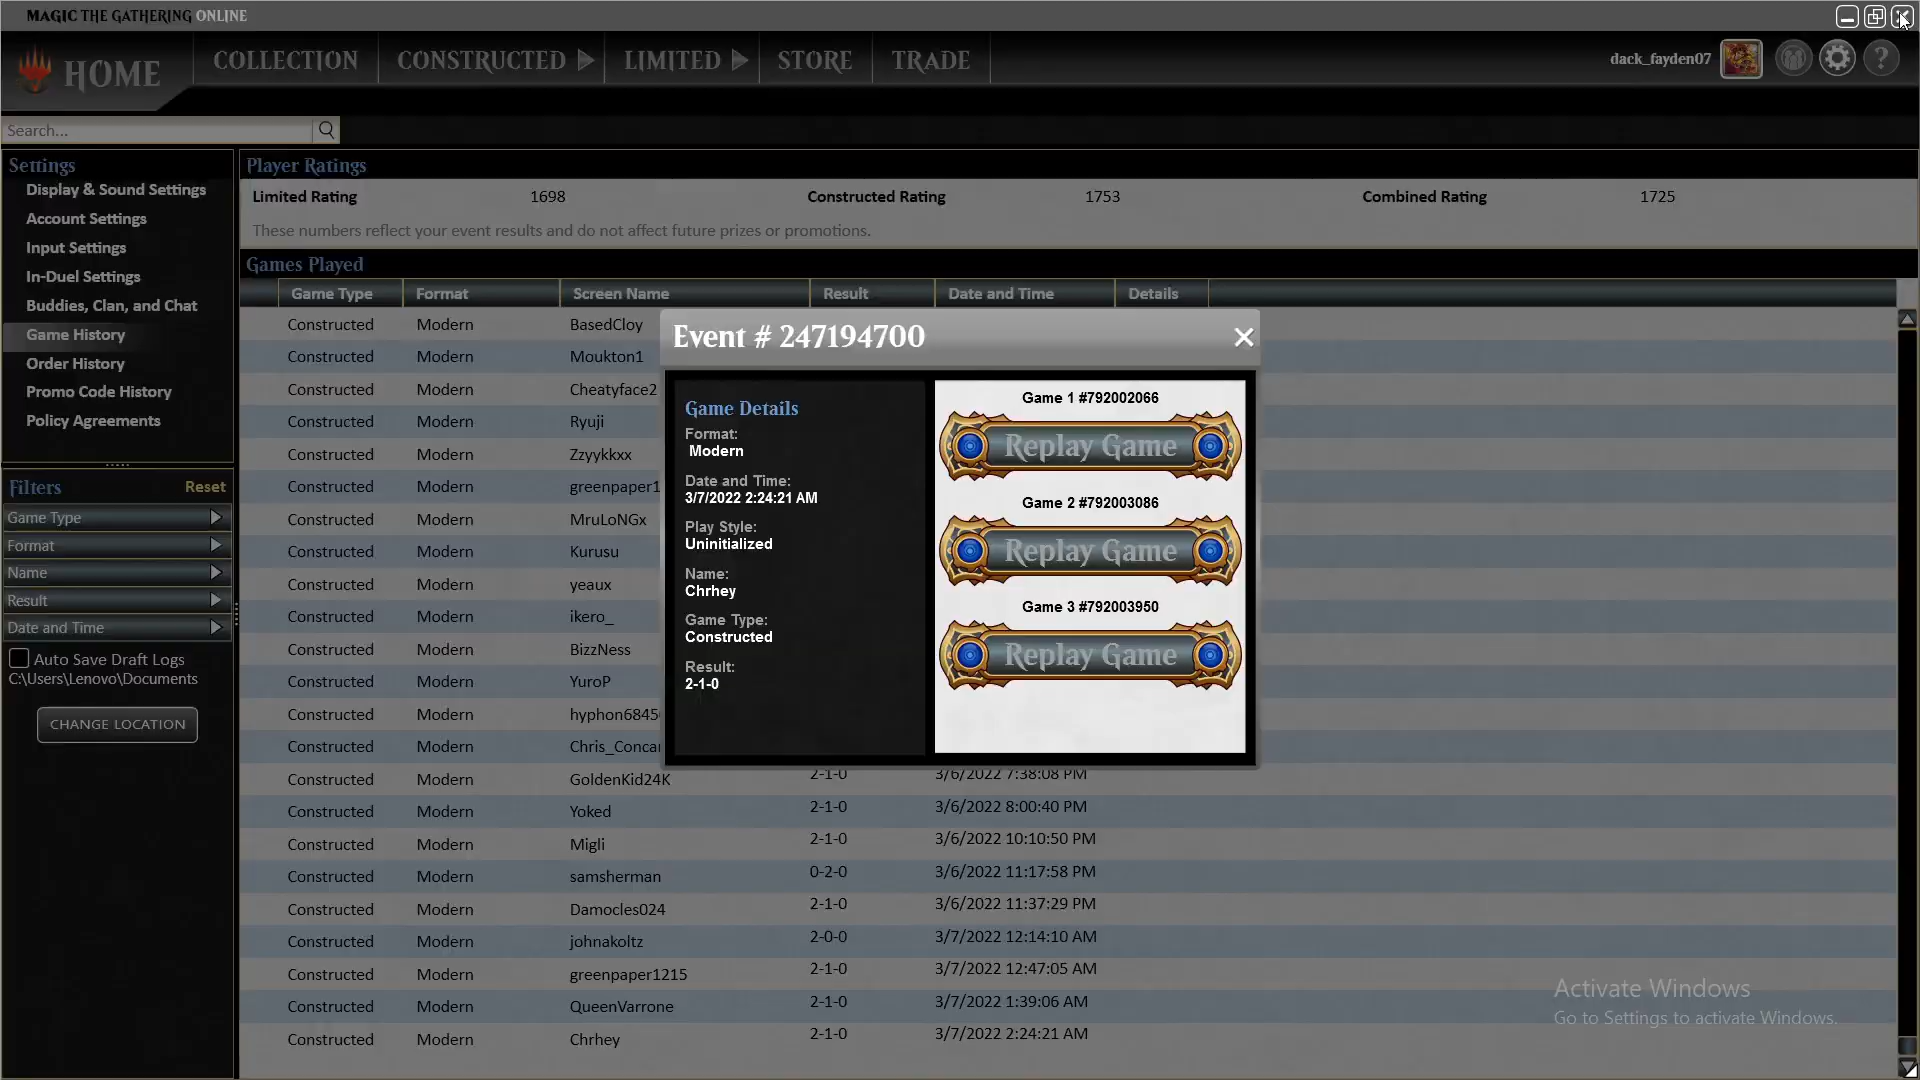 MAGIC THE GATHERING ONLINE
HOME
COLLECTION
CONSTRUCTED
LIMITED
STORE
TRADE
dack_fayden07
?
Search...
Settings
Display & Sound Settings
Account Settings
Input Settings
In-Duel Settings
Buddies, Clan, and Chat
Game History
Order History
Promo Code History
Policy Agreements
Filters Reset
Game Type
Format
Name
Result
Date and Time
Auto Save Draft Logs
C:\Users\Lenovo\Documents
CHANGE LOCATION
Player Ratings
Limited Rating 1698 Constructed Rating 1753 Combined Rating 1725
These numbers reflect your event results and do not affect future prizes or promotions.
Games Played
Game Type Format Screen Name Result Date and Time Details
Constructed Modern BasedCloy
Constructed Modern Moukton1
Constructed Modern Cheatyface2
Constructed Modern Ryuji
Constructed Modern Zzyykkxx
Constructed Modern greenpaper1
Constructed Modern MruLoNGx
Constructed Modern Kurusu
Constructed Modern yeaux
Constructed Modern ikero_
Constructed Modern BizzNess
Constructed Modern YuroP
Constructed Modern hyphon6845
Constructed Modern Chris_Conca
Constructed Modern GoldenKid24K 2-1-0 3/6/2022 7:38:08 PM
Constructed Modern Yoked 2-1-0 3/6/2022 8:00:40 PM
Constructed Modern Migli 2-1-0 3/6/2022 10:10:50 PM
Constructed Modern samsherman 0-2-0 3/6/2022 11:17:58 PM
Constructed Modern Damocles024 2-1-0 3/6/2022 11:37:29 PM
Constructed Modern johnakoltz 2-0-0 3/7/2022 12:14:10 AM
Constructed Modern greenpaper1215 2-1-0 3/7/2022 12:47:05 AM
Constructed Modern QueenVarrone 2-1-0 3/7/2022 1:39:06 AM
Constructed Modern Chrhey 2-1-0 3/7/2022 2:24:21 AM
Event # 247194700
Game Details
Format:
Modern
Date and Time:
3/7/2022 2:24:21 AM
Play Style:
Uninitialized
Name:
Chrhey
Game Type:
Constructed
Result:
2-1-0
Game 1 #792002066
Replay Game
Game 2 #792003086
Replay Game
Game 3 #792003950
Replay Game
Activate Windows
Go to Settings to activate Windows.